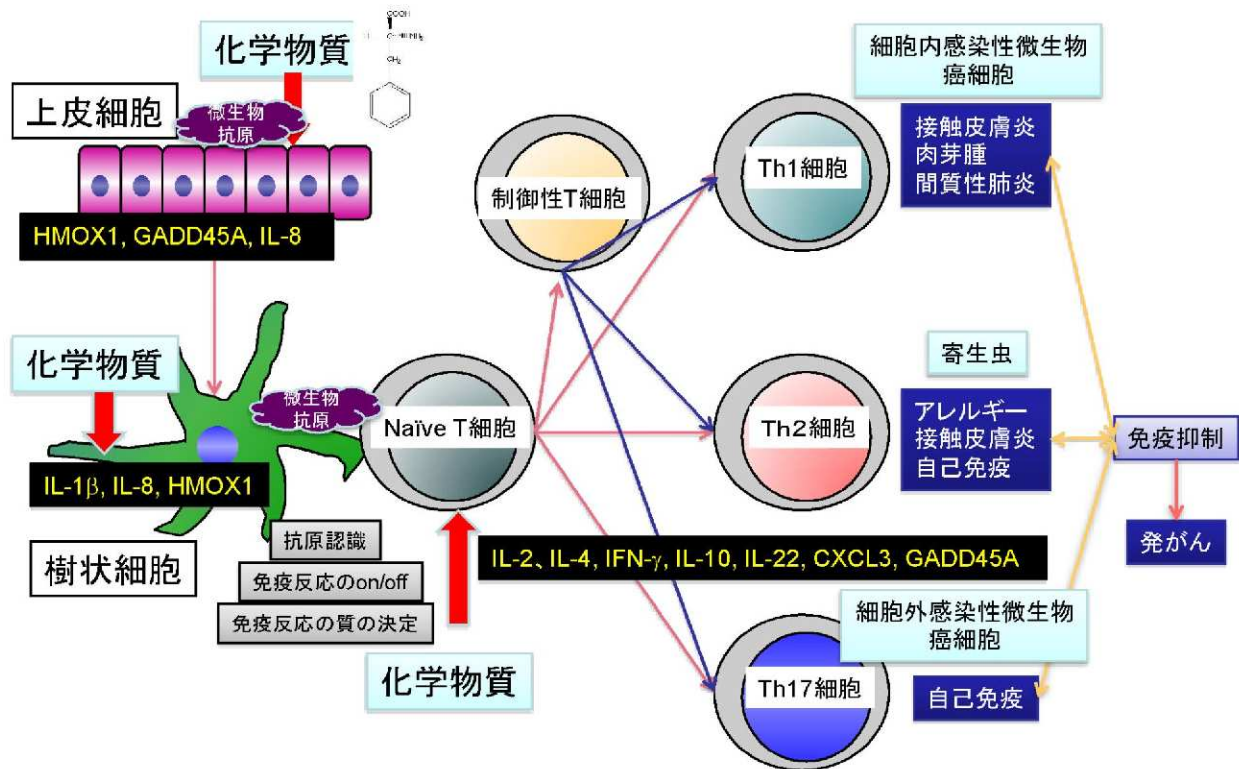 化学物質
COOH
CH₂
上皮細胞
微生物
抗原
HMOX1, GADD45A, IL-8
化学物質
微生物
抗原
IL-1β, IL-8, HMOX1
樹状細胞
抗原認識
免疫反応のon/off
免疫反応の質の決定
Naïve T細胞
化学物質
制御性T細胞
Th1細胞
Th2細胞
IL-2、IL-4, IFN-γ, IL-10, IL-22, CXCL3, GADD45A
Th17細胞
細胞内感染性微生物
癌細胞
接触皮膚炎
肉芽腫
間質性肺炎
寄生虫
アレルギー
接触皮膚炎
自己免疫
細胞外感染性微生物
癌細胞
自己免疫
免疫抑制
発がん